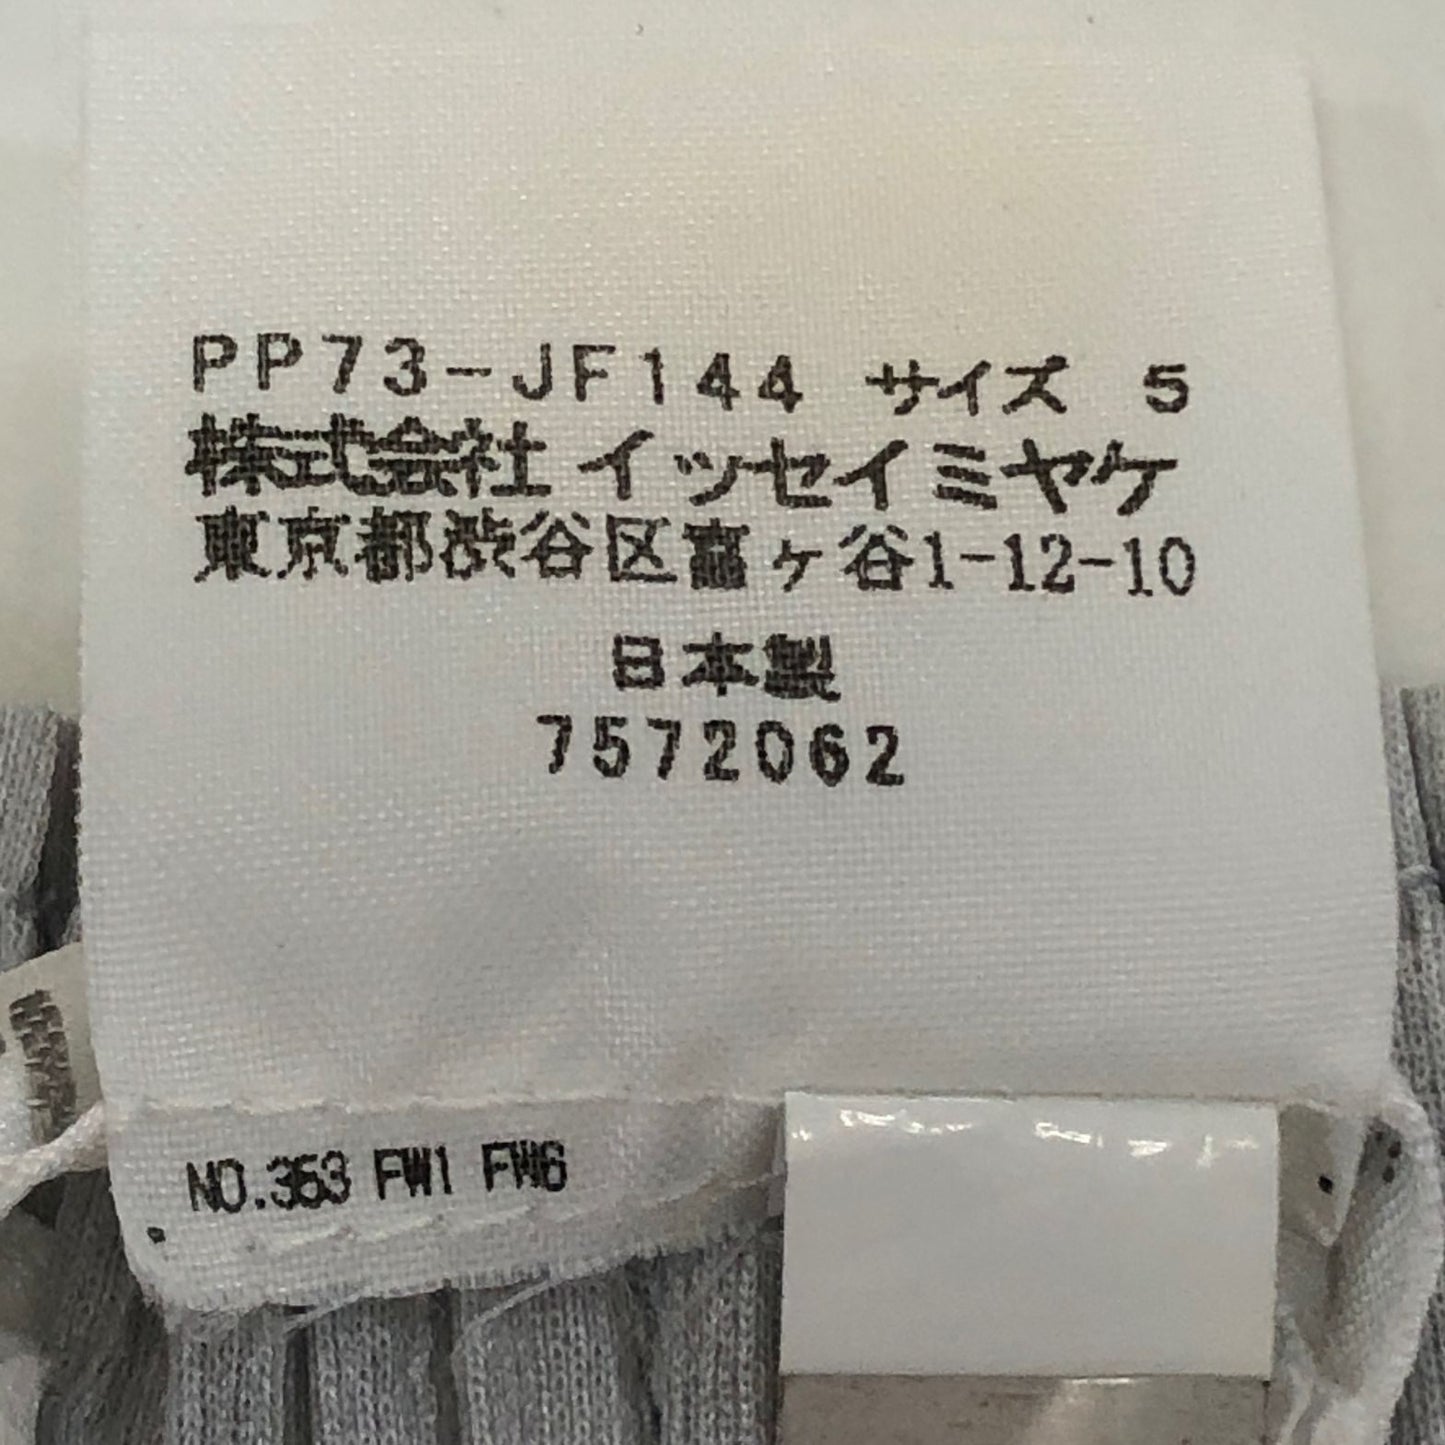 PP73-JF144 サイズ 5
株式会社 イッセイミヤケ
東京都渋谷区富ヶ谷1-12-10
日本製
7572062
NO.353 FW1 FW6